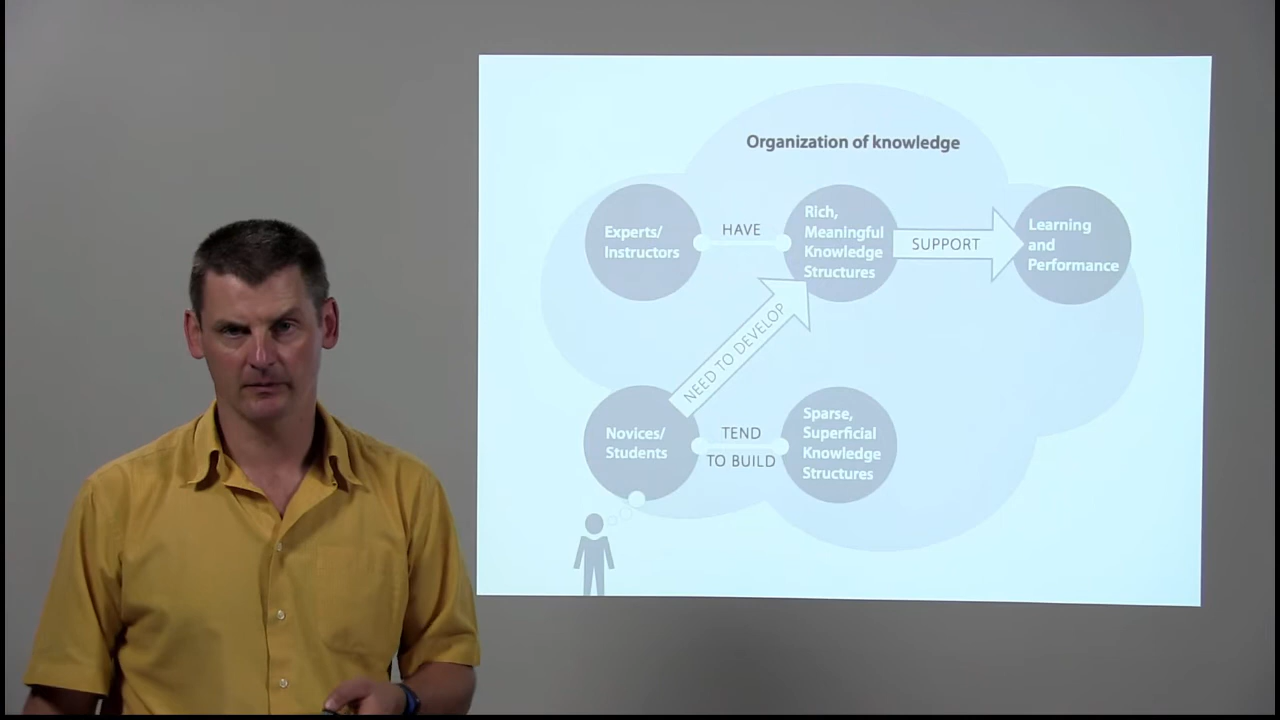 Organization of knowledge
Experts/
Instructors
HAVE
Rich,
Meaningful
Knowledge
Structures
SUPPORT
Learning
and
Performance
NEED TO DEVELOP
Novices/
Students
TEND
TO BUILD
Sparse,
Superficial
Knowledge
Structures